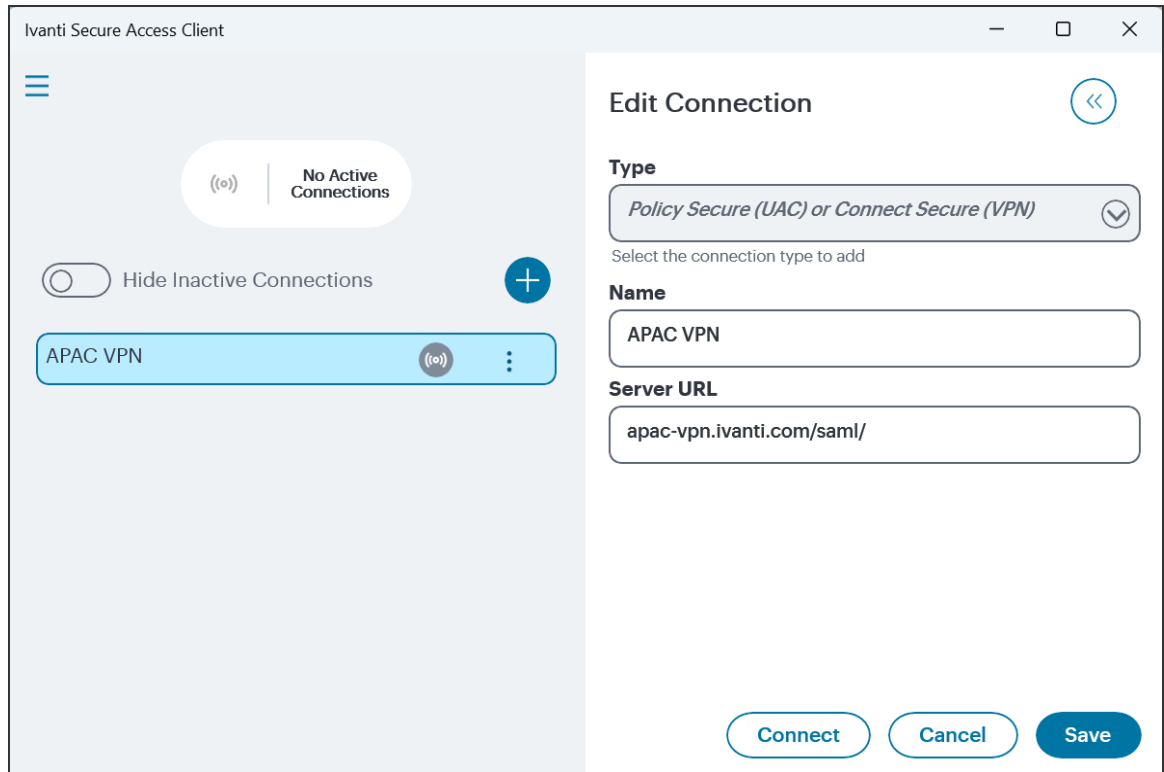 Ivanti Secure Access Client
No Active
Connections
Hide Inactive Connections
APAC VPN
Edit Connection
Type
Policy Secure (UAC) or Connect Secure (VPN)
Select the connection type to add
Name
APAC VPN
Server URL
apac-vpn.ivanti.com/saml/
Connect
Cancel
Save